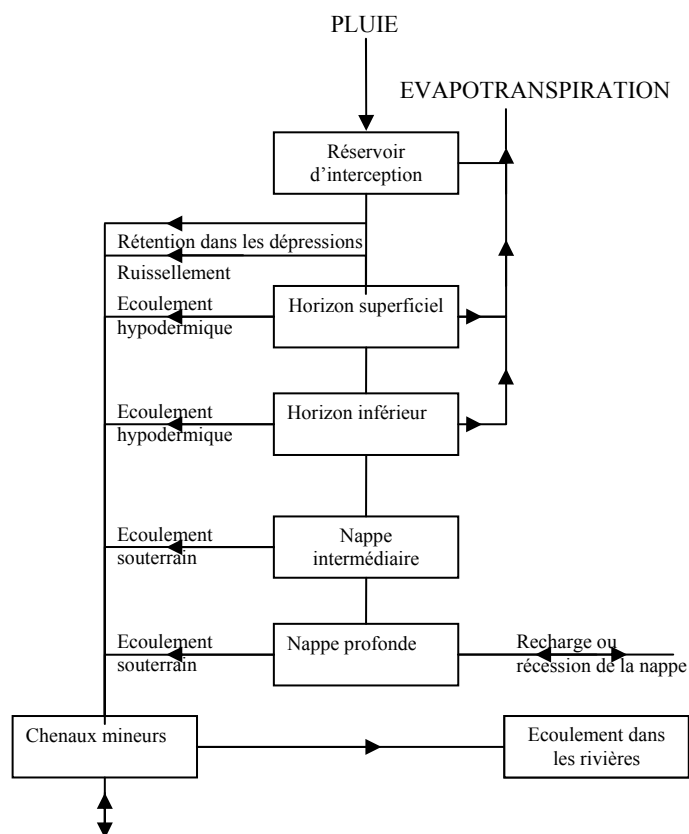 PLUIE
EVAPOTRANSPIRATION
Réservoir
d’interception
Rétention dans les dépressions
Ruissellement
Ecoulement
hypodermique
Horizon superficiel
Ecoulement
hypodermique
Horizon inférieur
Ecoulement
souterrain
Nappe
intermédiaire
Ecoulement
souterrain
Nappe profonde
Recharge ou
récession de la nappe
Chenaux mineurs
Ecoulement dans
les rivières